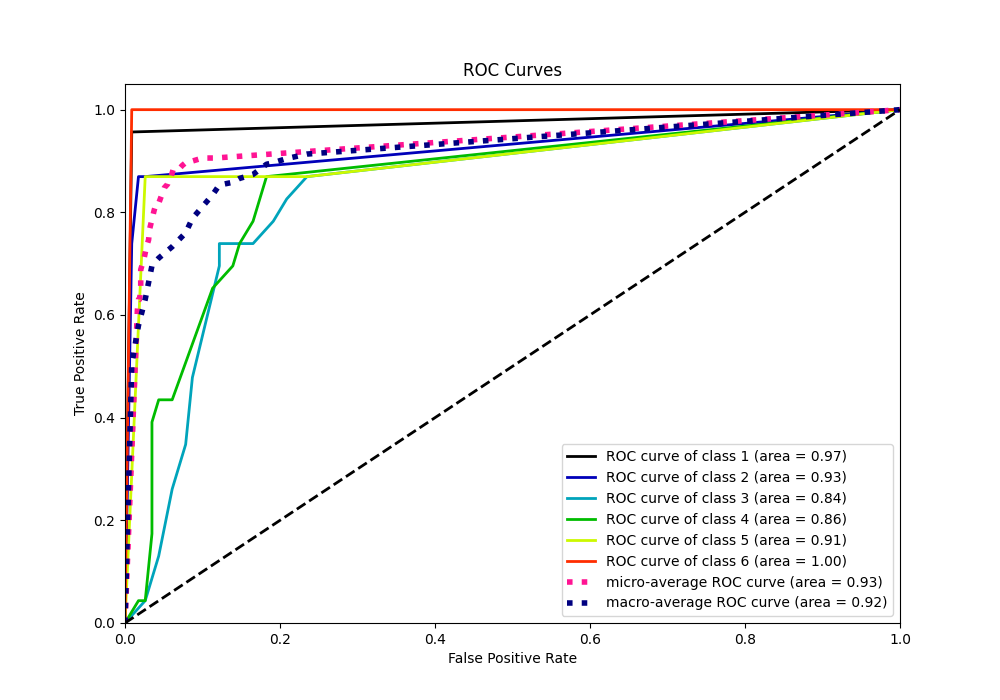 ROC Curves
True Positive Rate
1.0
0.8
0.6
0.4
0.2
0.0
ROC curve of class 1 (area = 0.97)
ROC curve of class 2 (area = 0.93)
ROC curve of class 3 (area = 0.84)
ROC curve of class 4 (area = 0.86)
ROC curve of class 5 (area = 0.91)
ROC curve of class 6 (area = 1.00)
micro-average ROC curve (area = 0.93)
macro-average ROC curve (area = 0.92)
0.0 0.2 0.4 0.6 0.8 1.0
False Positive Rate